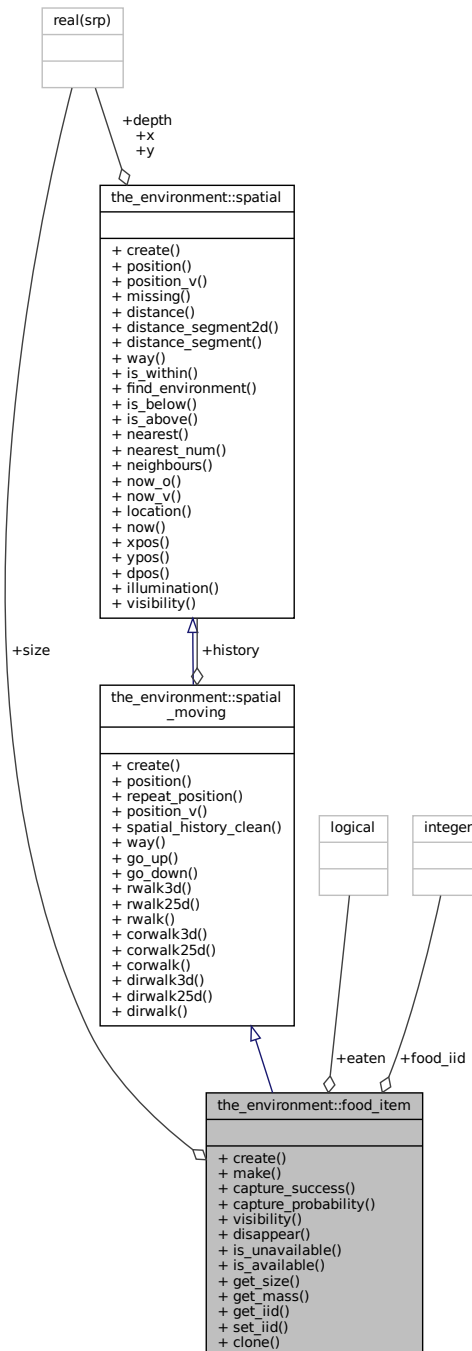 real(srp)
+depth
+x
+y
the_environment::spatial
+ create()
+ position()
+ position_v()
+ missing()
+ distance()
+ distance_segment2d()
+ distance_segment()
+ way()
+ is_within()
+ find_environment()
+ is_below()
+ is_above()
+ nearest()
+ nearest_num()
+ neighbours()
+ now_o()
+ now_v()
+ location()
+ now()
+ xpos()
+ ypos()
+ dpos()
+ illumination()
+ visibility()
+size
+history
the_environment::spatial
_moving
+ create()
+ position()
+ repeat_position()
+ position_v()
+ spatial_history_clean()
+ way()
+ go_up()
+ go_down()
+ rwalk3d()
+ rwalk25d()
+ rwalk()
+ corwalk3d()
+ corwalk25d()
+ corwalk()
+ dirwalk3d()
+ dirwalk25d()
+ dirwalk()
logical
integer
+eaten
+food_iid
the_environment::food_item
+ create()
+ make()
+ capture_success()
+ capture_probability()
+ visibility()
+ disappear()
+ is_unavailable()
+ is_available()
+ get_size()
+ get_mass()
+ get_iid()
+ set_iid()
+ clone()